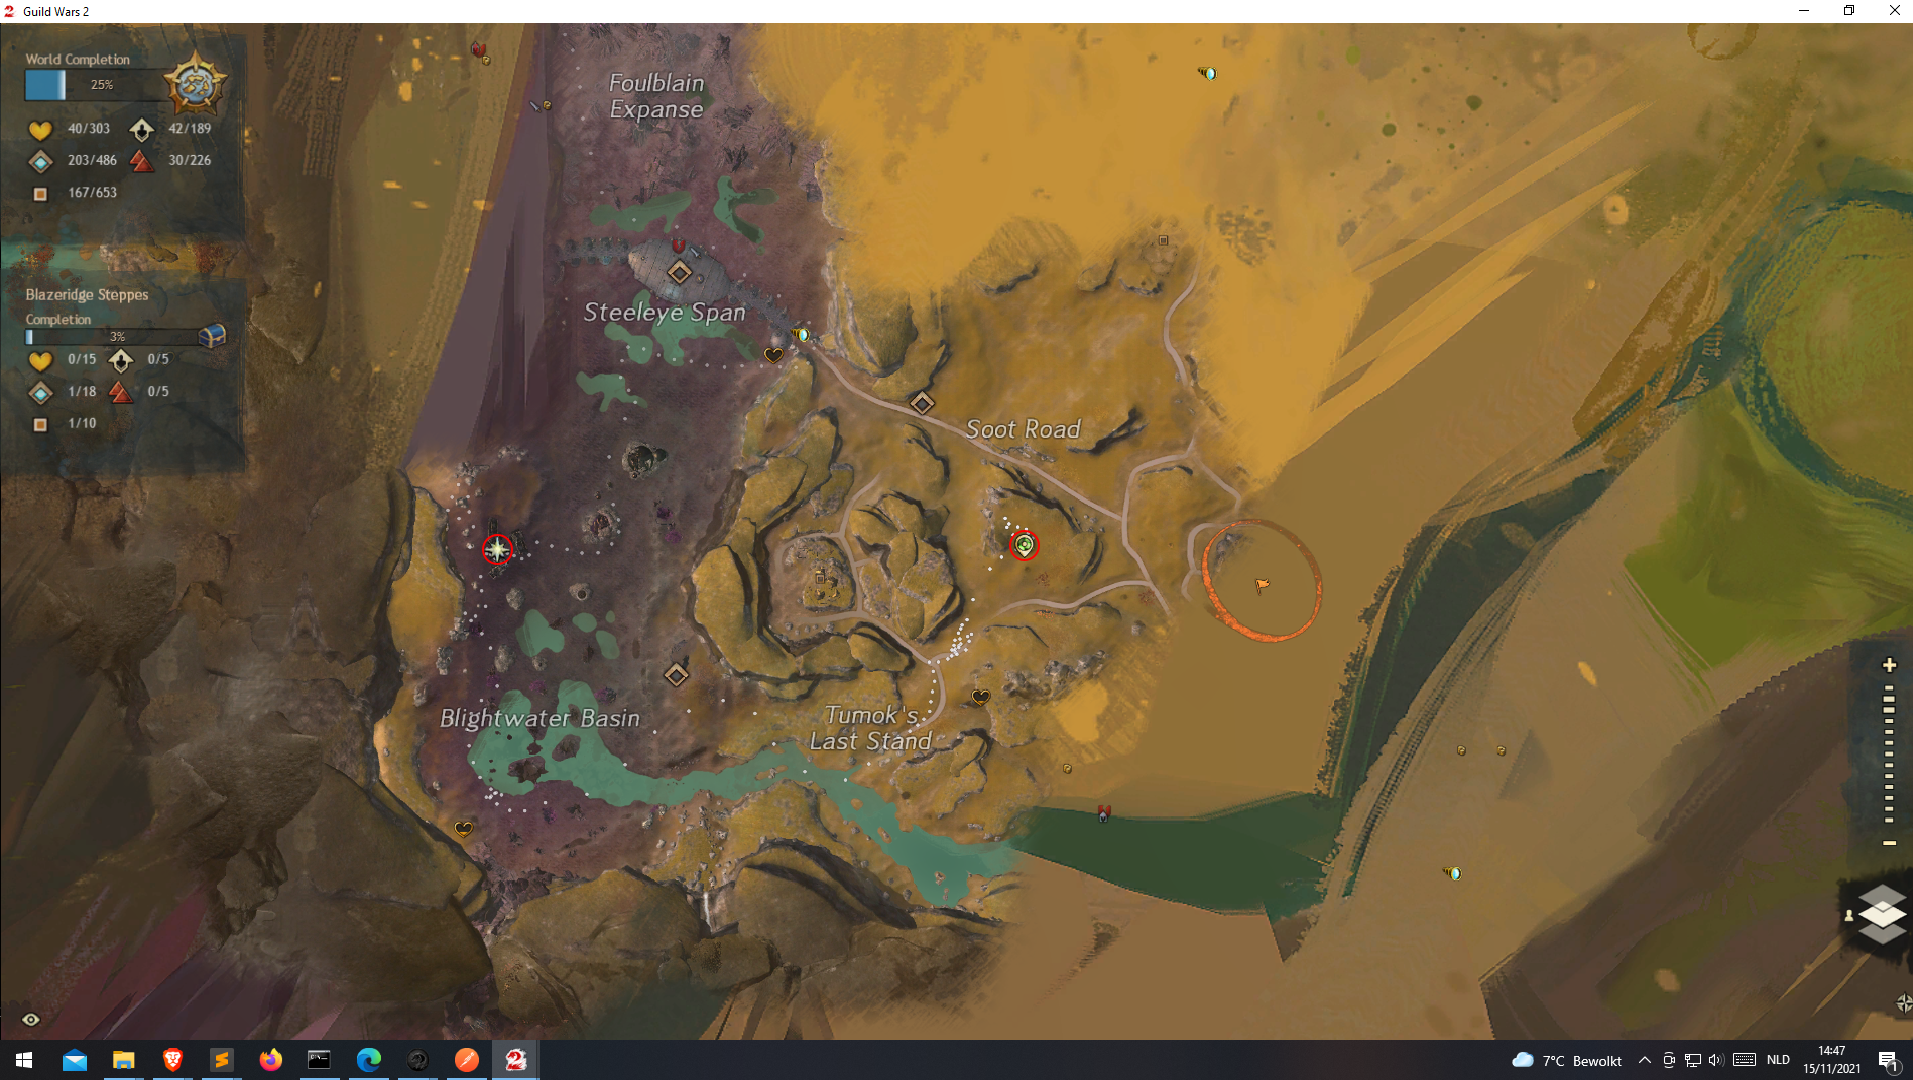 Guild Wars 2
World Completion
25%
40/303 42/189
203/486 30/226
167/653
Blazeridge Steppes
Completion
3%
0/15 0/5
1/18 0/5
1/10
Foulblain
Expanse
Steeleye Span
Soot Road
Blightwater Basin
Tumok's
Last Stand
7°C Bewolkt
NLD
14:47
15/11/2021
1